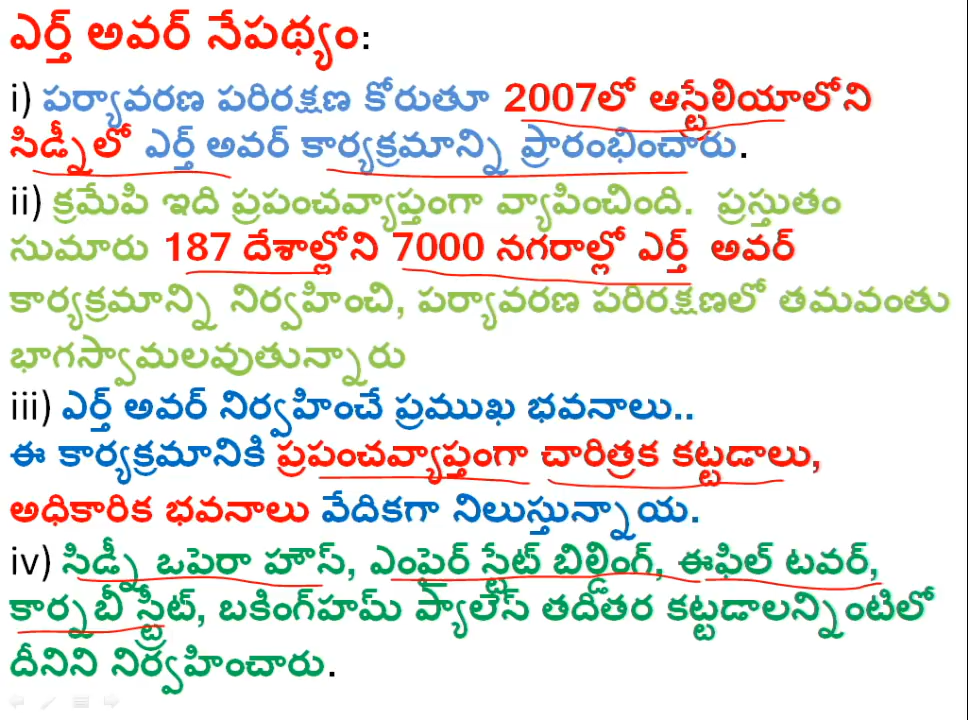 ఎర్త్ అవర్ నేపథ్యం:
i) పర్యావరణ పరిరక్షణ కోరుతూ 2007లో ఆస్ట్రేలియాలోని
సిడ్నీలో ఎర్త్ అవర్ కార్యక్రమాన్ని ప్రారంభించారు.
ii) క్రమేపి ఇది ప్రపంచవ్యాప్తంగా వ్యాపించింది. ప్రస్తుతం
సుమారు 187 దేశాల్లోని 7000 నగరాల్లో ఎర్త్ అవర్
కార్యక్రమాన్ని నిర్వహించి, పర్యావరణ పరిరక్షణలో తమవంతు
భాగస్వామలవుతున్నారు
iii) ఎర్త్ అవర్ నిర్వహించే ప్రముఖ భవనాలు..
ఈ కార్యక్రమానికి ప్రపంచవ్యాప్తంగా చారిత్రక కట్టడాలు,
అధికారిక భవనాలు వేదికగా నిలుస్తున్నాయ.
iv) సిడ్నీ ఒపెరా హౌస్, ఎంపైర్ స్టేట్ బిల్డింగ్, ఈఫిల్ టవర్,
కార్నబీ స్ట్రీట్, బకింగ్‌హమ్ ప్యాలెస్ తదితర కట్టడాలన్నింటిలో
దీనిని నిర్వహించారు.